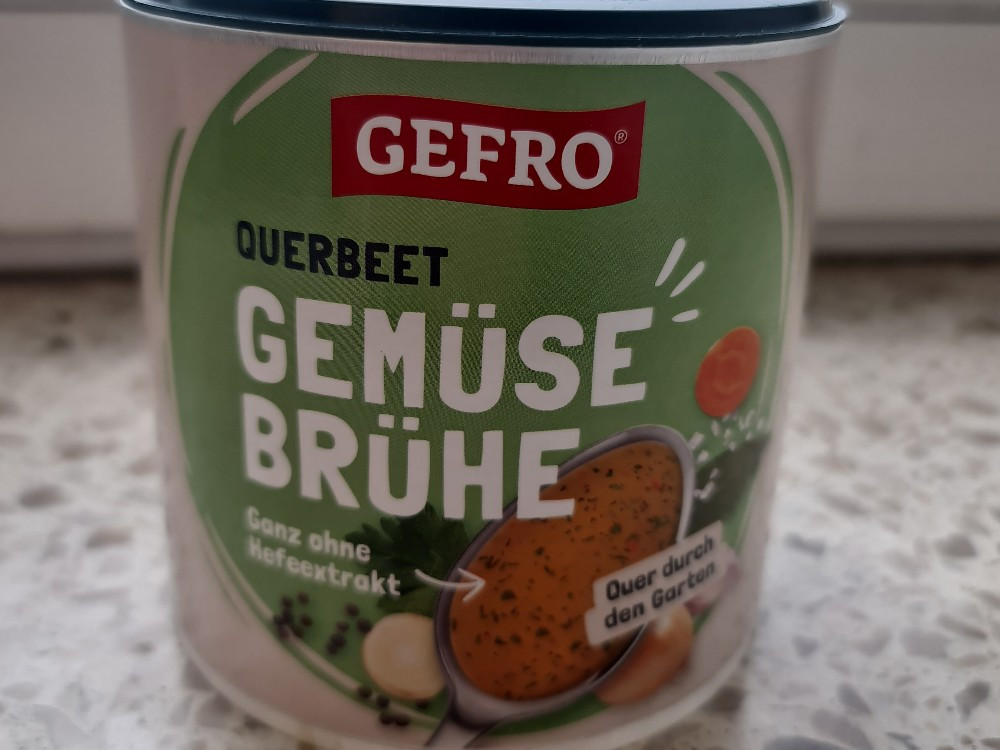 GEFRO®
QUERBEET
GEMÜSE
BRÜHE
Ganz ohne
Hefeextrakt
Quer durch
den Garten